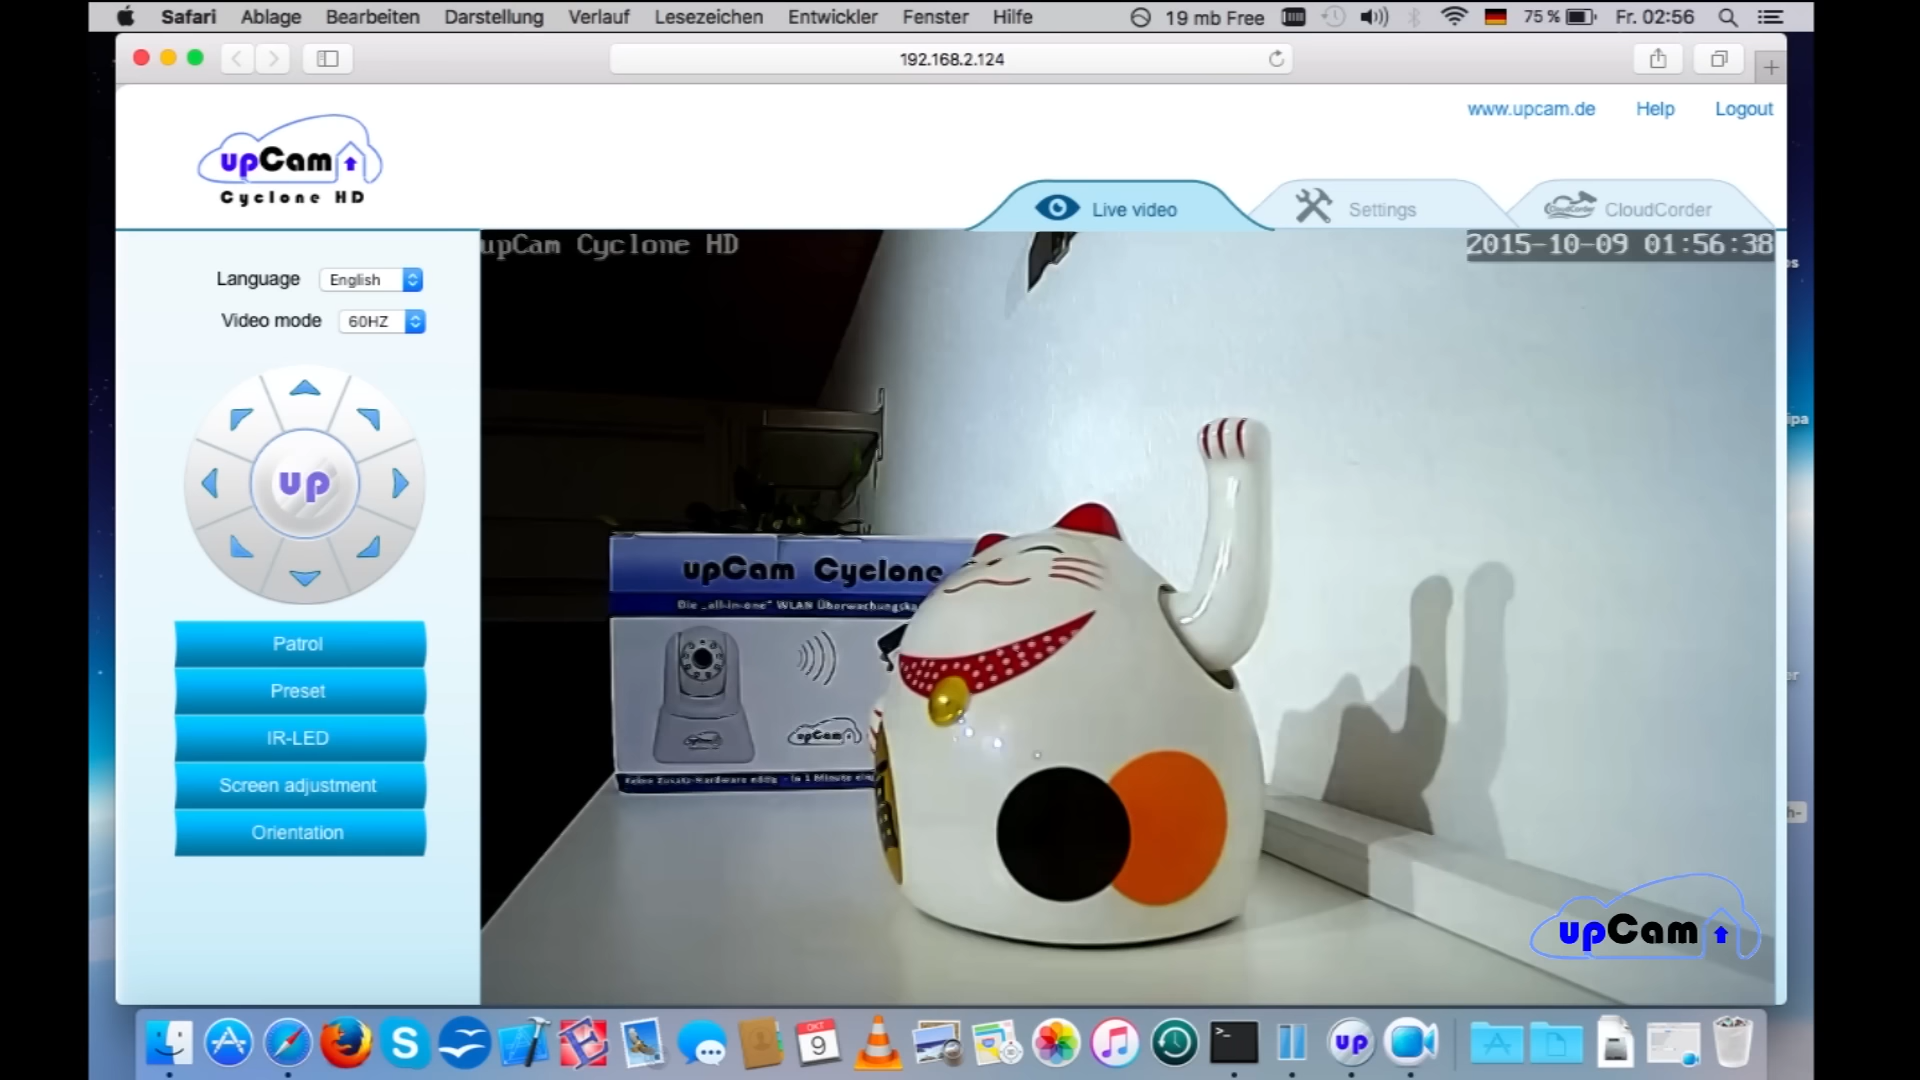 Safari Ablage Bearbeiten Darstellung Verlauf Lesezeichen Entwickler Fenster Hilfe 19 mb Free 75 % Fr. 02:56
192.168.2.124
www.upcam.de Help Logout
upCam
Cyclone HD
Live video Settings CloudCorder
upCam Cyclone HD 2015-10-09 01:56:38
Language English
Video mode 60HZ
up
Patrol
Preset
IR-LED
Screen adjustment
Orientation
upCam Cyclone
Die „all-in-one" WLAN Überwachungska
upCam
upCam
OKT
9
up